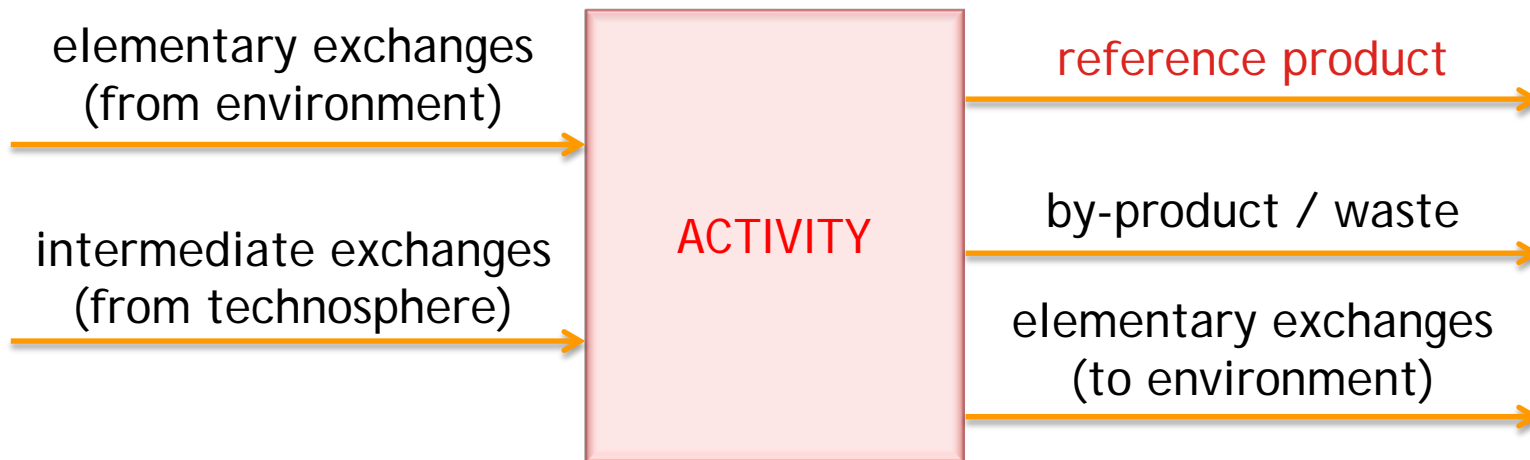 elementary exchanges
(from environment)
intermediate exchanges
(from technosphere)
ACTIVITY
reference product
by-product / waste
elementary exchanges
(to environment)